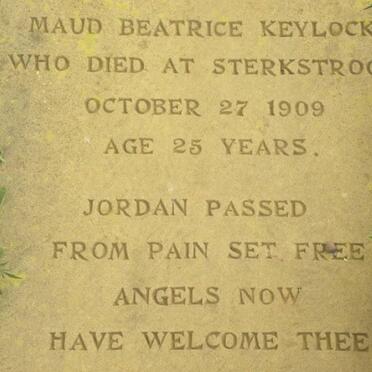 MAUD BEATRICE KEYLOCK
WHO DIED AT STERKSTROO
OCTOBER 27 1909
AGE 25 YEARS.
JORDAN PASSED
FROM PAIN SET FREE
ANGELS NOW
HAVE WELCOME THEE